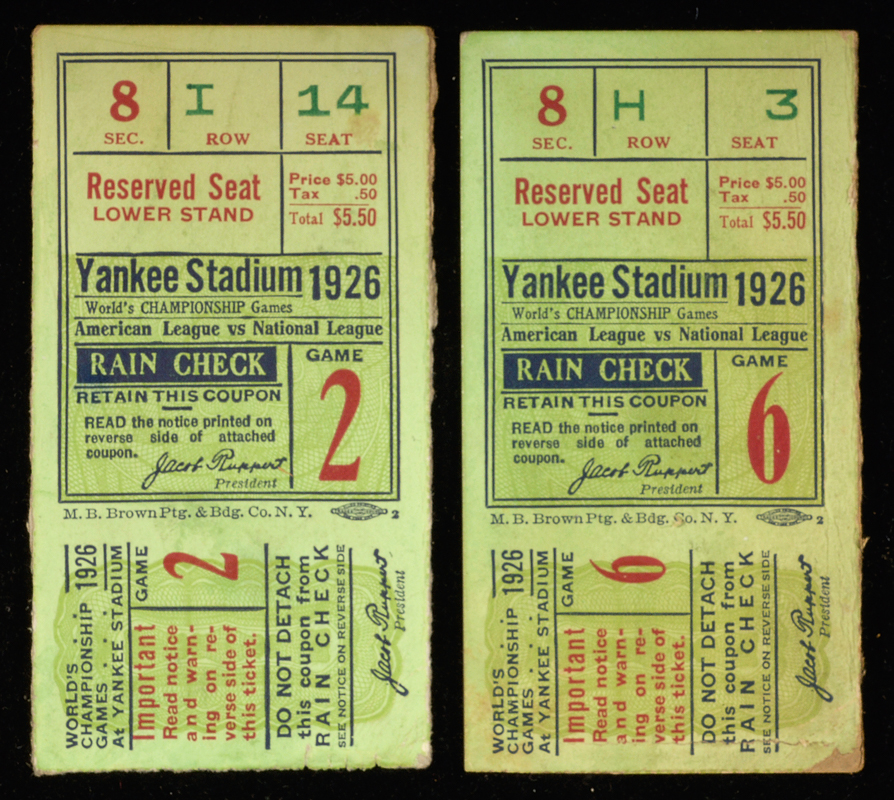 8 I 14
SEC. ROW SEAT
Reserved Seat
LOWER STAND
Price $5.00
Tax .50
Total $5.50
Yankee Stadium 1926
World's CHAMPIONSHIP Games
American League vs National League
RAIN CHECK
RETAIN THIS COUPON
READ the notice printed on
reverse side of attached
coupon.
Jacob Ruppert
President
GAME
2
M. B. Brown Ptg. & Bdg. Co. N. Y. 2
WORLD'S
CHAMPIONSHIP
GAMES . . . . 1926
At YANKEE STADIUM
GAME 2
Important
Read notice
and warn-
ing on re-
verse side of
this ticket.
DO NOT DETACH
this coupon from
RAIN CHECK
SEE NOTICE ON REVERSE SIDE
Jacob Ruppert
President
8 H 3
SEC. ROW SEAT
Reserved Seat
LOWER STAND
Price $5.00
Tax .50
Total $5.50
Yankee Stadium 1926
World's CHAMPIONSHIP Games
American League vs National League
RAIN CHECK
RETAIN THIS COUPON
READ the notice printed on
reverse side of attached
coupon.
Jacob Ruppert
President
GAME
6
M. B. Brown Ptg. & Bdg. Co. N. Y. 2
WORLD'S
CHAMPIONSHIP
GAMES . . . . 1926
At YANKEE STADIUM
GAME 6
Important
Read notice
and warn-
ing on re-
verse side of
this ticket.
DO NOT DETACH
this coupon from
RAIN CHECK
SEE NOTICE ON REVERSE SIDE
Jacob Ruppert
President